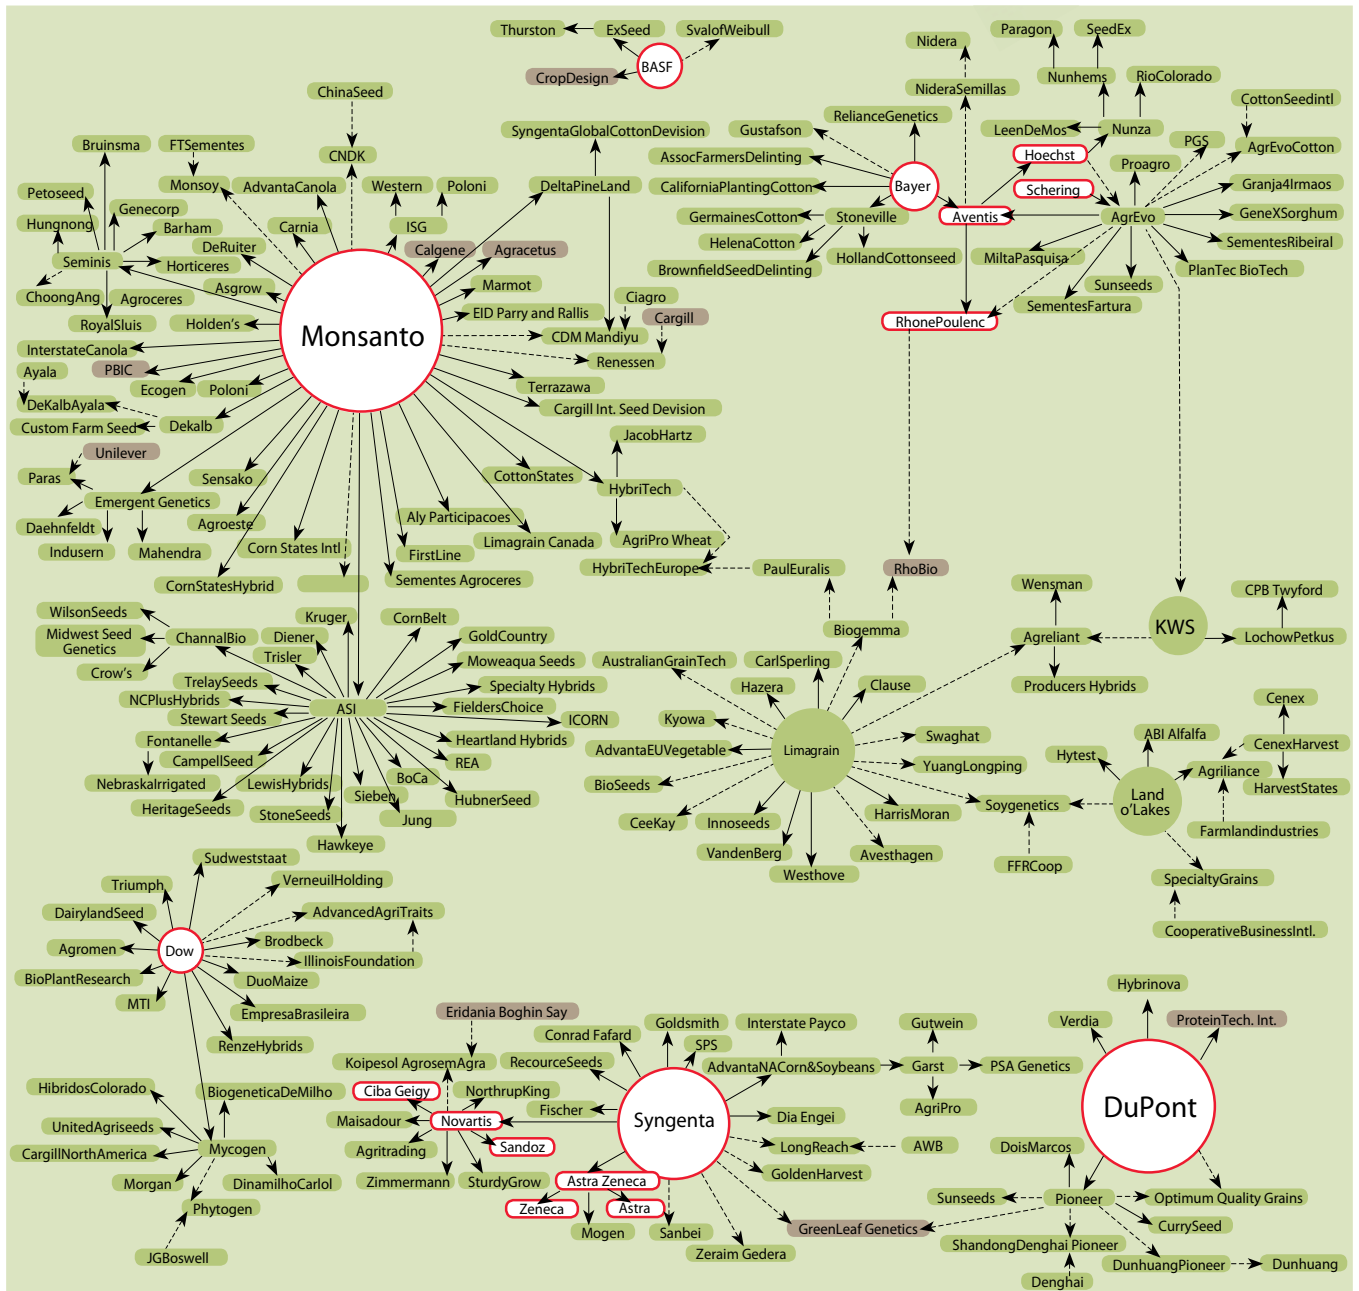 Thurston
ExSeed
SvalofWeibull
BASF
CropDesign
Nidera
Paragon
SeedEx
Nunhems
RioColorado
NideraSemillas
CottonSeedintl
ChinaSeed
RelianceGenetics
Gustafson
LeenDeMos
Nunza
SyngentaGlobalCottonDevision
PGS
AgrEvoCotton
Bruinsma
FTSementes
CNDK
AssocFarmersDelinting
Hoechst
Proagro
Petoseed
Monsoy
AdvantaCanola
Western
Poloni
DeltaPineLand
CaliforniaPlantingCotton
Bayer
Schering
Granja4Irmaos
Genecorp
Hungnong
Barham
Carnia
ISG
GermainesCotton
Stoneville
Aventis
AgrEvo
GeneXSorghum
DeRuiter
Calgene
Agracetus
HelenaCotton
HollandCottonseed
SementesRibeiral
Seminis
Horticeres
MiltaPasquisa
PlanTec BioTech
BrownfieldSeedDelinting
Asgrow
Marmot
Sunseeds
ChoongAng
Agroceres
Ciagro
SementesFartura
RoyalSluis
Holden's
EID Parry and Rallis
Cargill
RhonePoulenc
Monsanto
CDM Mandiyu
InterstateCanola
Renessen
PBIC
Ayala
Ecogen
Poloni
Terrazawa
DeKalbAyala
Cargill Int. Seed Devision
Custom Farm Seed
Dekalb
JacobHartz
Unilever
Paras
Sensako
CottonStates
HybriTech
Emergent Genetics
Daehnfeldt
Agroeste
Aly Participacoes
Indusern
Mahendra
Corn States Intl
FirstLine
Limagrain Canada
AgriPro Wheat
CornStatesHybrid
Sementes Agroceres
HybriTechEurope
PaulEuralis
RhoBio
Wensman
CPB Twyford
WilsonSeeds
Kruger
CornBelt
Biogemma
Agreliant
KWS
LochowPetkus
Midwest Seed
Genetics
ChannalBio
Diener
GoldCountry
Trisler
Moweaqua Seeds
AustralianGrainTech
CarlSperling
Crow's
TrelaySeeds
Specialty Hybrids
Hazera
Clause
Producers Hybrids
NCPlusHybrids
ASI
FieldersChoice
Cenex
Stewart Seeds
ICORN
Kyowa
Swaghat
ABI Alfalfa
Fontanelle
Heartland Hybrids
AdvantaEUVegetable
Limagrain
CenexHarvest
CampellSeed
REA
Hytest
YuangLongping
Agriliance
NebraskaIrrigated
LewisHybrids
BoCa
BioSeeds
HarvestStates
HeritageSeeds
Sieben
HubnerSeed
Soygenetics
Land
o'Lakes
StoneSeeds
Jung
CeeKay
Innoseeds
HarrisMoran
Farmlandindustries
Hawkeye
VandenBerg
Avesthagen
Sudweststaat
Westhove
FFRCoop
Triumph
VerneuilHolding
SpecialtyGrains
DairylandSeed
AdvancedAgriTraits
Agromen
Dow
Brodbeck
CooperativeBusinessIntl.
IllinoisFoundation
BioPlantResearch
DuoMaize
MTI
EmpresaBrasileira
Hybrinova
Eridania Boghin Say
Goldsmith
Interstate Payco
Gutwein
Verdia
ProteinTech. Int.
RenzeHybrids
Conrad Fafard
SPS
Koipesol AgrosemAgra
RecourseSeeds
AdvantaNACorn&Soybeans
Garst
PSA Genetics
HibridosColorado
BiogeneticaDeMilho
Ciba Geigy
NorthrupKing
Fischer
AgriPro
DuPont
Maisadour
Novartis
Syngenta
Dia Engei
UnitedAgriseeds
Agritrading
Sandoz
LongReach
AWB
DoisMarcos
CargillNorthAmerica
Mycogen
Zimmermann
SturdyGrow
Astra Zeneca
GoldenHarvest
Morgan
DinamilhoCarlol
Sunseeds
Pioneer
Optimum Quality Grains
Phytogen
Zeneca
Astra
Mogen
Sanbei
GreenLeaf Genetics
CurrySeed
JGBoswell
Zeraim Gedera
ShandongDenghai Pioneer
DunhuangPioneer
Dunhuang
Denghai